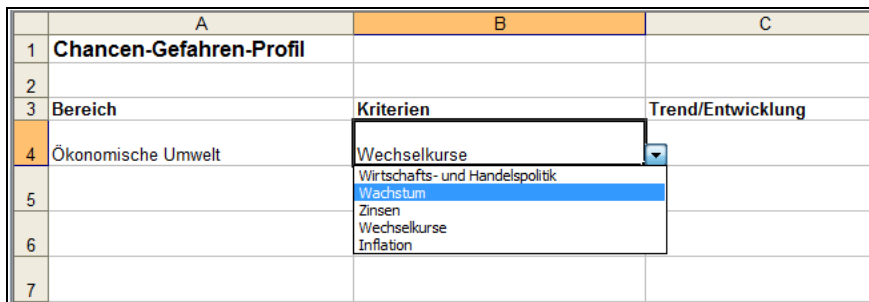 A B C
1 Chancen-Gefahren-Profil
2
3 Bereich Kriterien Trend/Entwicklung
4 Ökonomische Umwelt Wechselkurse
Wirtschafts- und Handelspolitik
Wachstum
5
Zinsen
Wechselkurse
6 Inflation
7